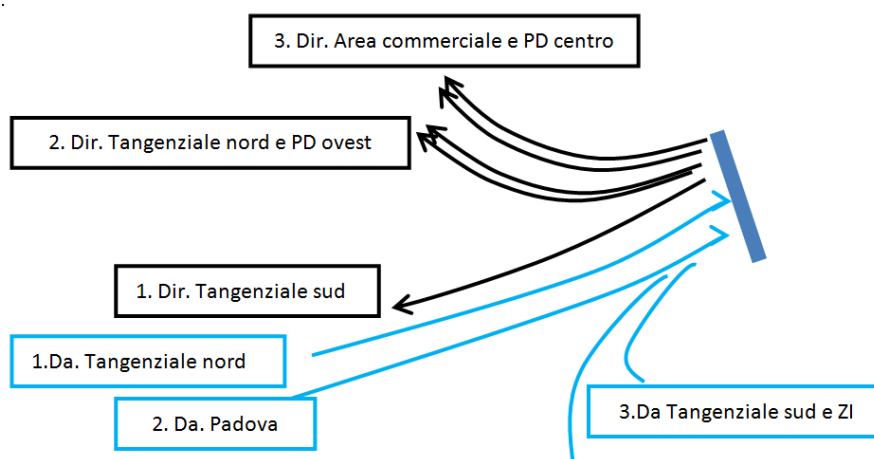 3. Dir. Area commerciale e PD centro
2. Dir. Tangenziale nord e PD ovest
1. Dir. Tangenziale sud
1.Da. Tangenziale nord
2. Da. Padova
3.Da Tangenziale sud e ZI